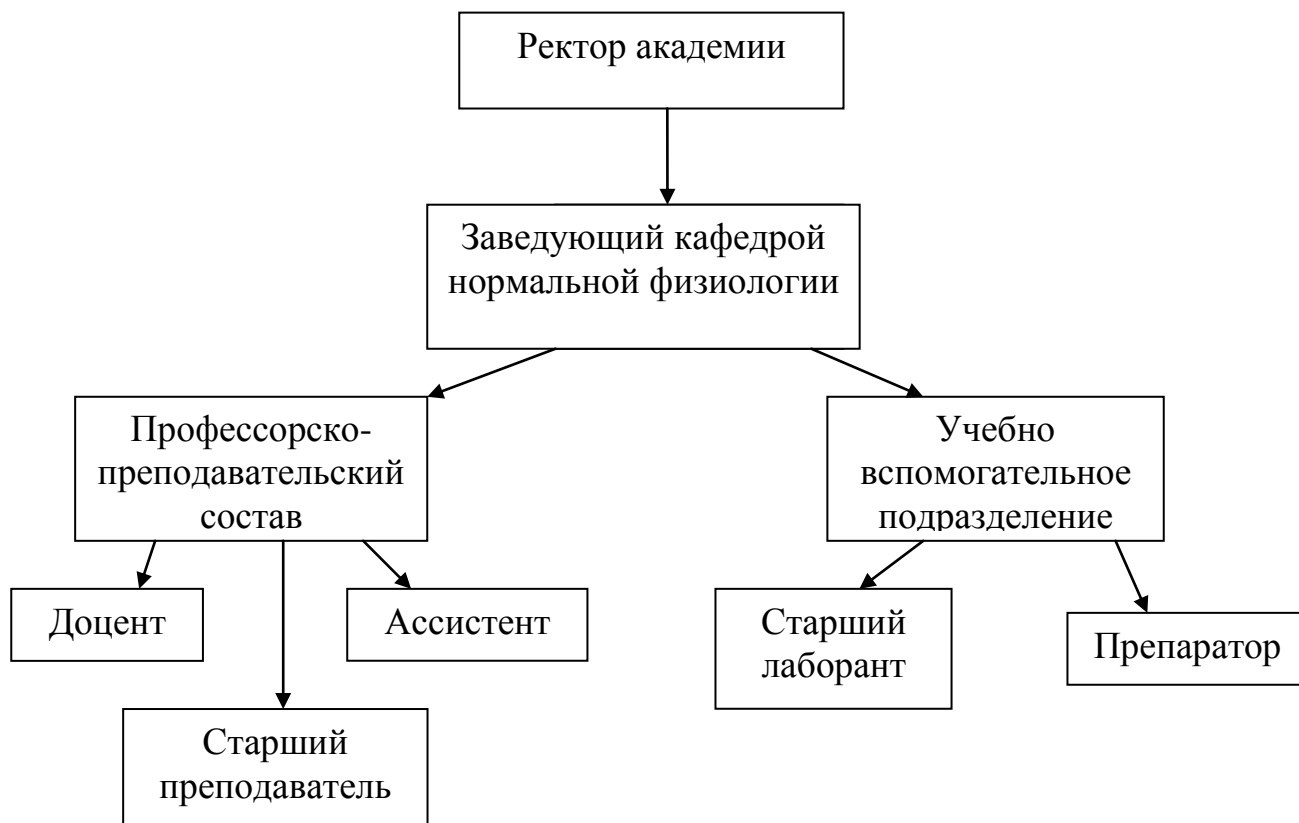 Ректор академии
Заведующий кафедрой
нормальной физиологии
Профессорско-
преподавательский
состав
Учебно
вспомогательное
подразделение
Доцент
Ассистент
Старший
лаборант
Препаратор
Старший
преподаватель